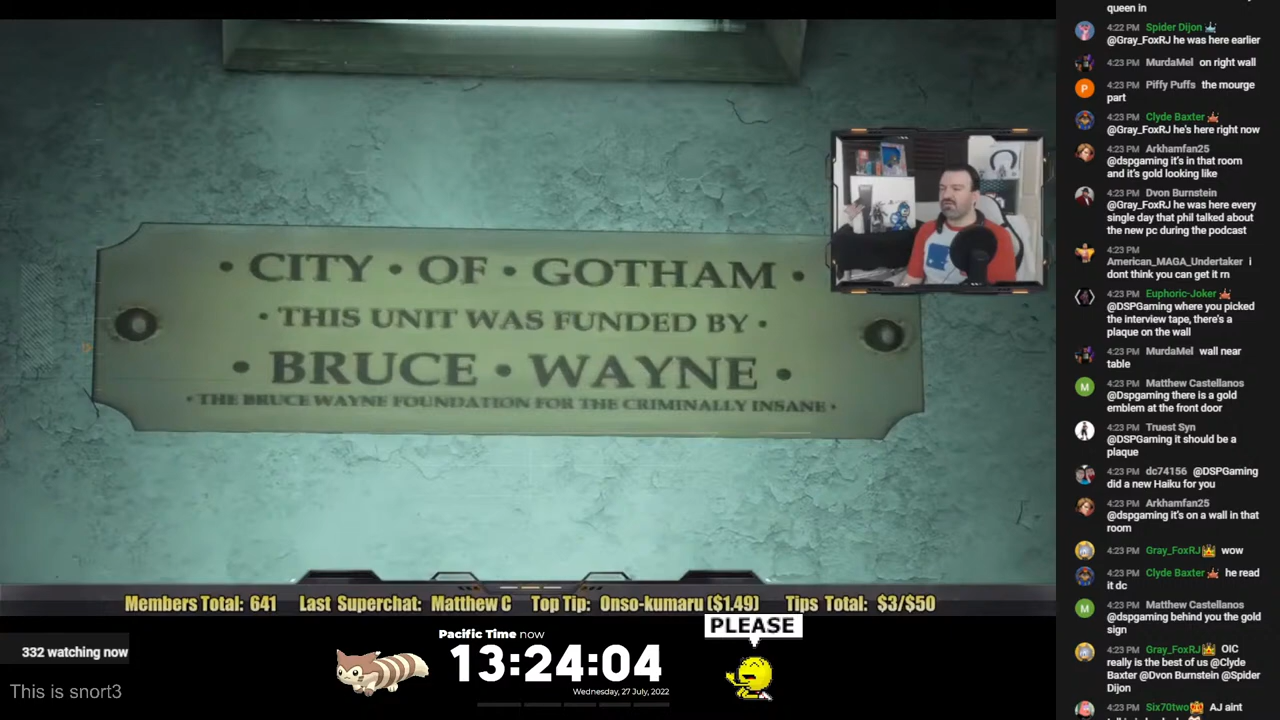 • CITY • OF • GOTHAM •
• THIS UNIT WAS FUNDED BY •
• BRUCE • WAYNE •
• THE BRUCE WAYNE FOUNDATION FOR THE CRIMINALLY INSANE •
Members Total: 641 Last Superchat: Matthew C Top Tip: Onso-kumaru ($1.49) Tips Total: $3/$50
332 watching now
This is snort3
Pacific Time now
13:24:04
Wednesday, 27 July, 2022
PLEASE
queen in
4:22 PM Spider Dijon
@Gray_FoxRJ he was here earlier
4:23 PM MurdaMel on right wall
4:23 PM Piffy Puffs the mourge
part
4:23 PM Clyde Baxter
@Gray_FoxRJ he's here right now
4:23 PM Arkhamfan25
@dspgaming it's in that room
and it's gold looking like
4:23 PM Dvon Burnstein
@Gray_FoxRJ he was here every
single day that phil talked about
the new pc during the podcast
4:23 PM
American_MAGA_Undertaker i
dont think you can get it rn
4:23 PM Euphoric-Joker
@DSPGaming where you picked
the interview tape, there's a
plaque on the wall
4:23 PM MurdaMel wall near
table
4:23 PM Matthew Castellanos
@Dspgaming there is a gold
emblem at the front door
4:23 PM Truest Syn
@DSPGaming it should be a
plaque
4:23 PM dc74156 @DSPGaming
did a new Haiku for you
4:23 PM Arkhamfan25
@dspgaming it's on a wall in that
room
4:23 PM Gray_FoxRJ wow
4:23 PM Clyde Baxter he read
it dc
4:23 PM Matthew Castellanos
@dspgaming behind you the gold
sign
4:23 PM Gray_FoxRJ OIC
really is the best of us @Clyde
Baxter @Dvon Burnstein @Spider
Dijon
4:23 PM Six70two AJ aint